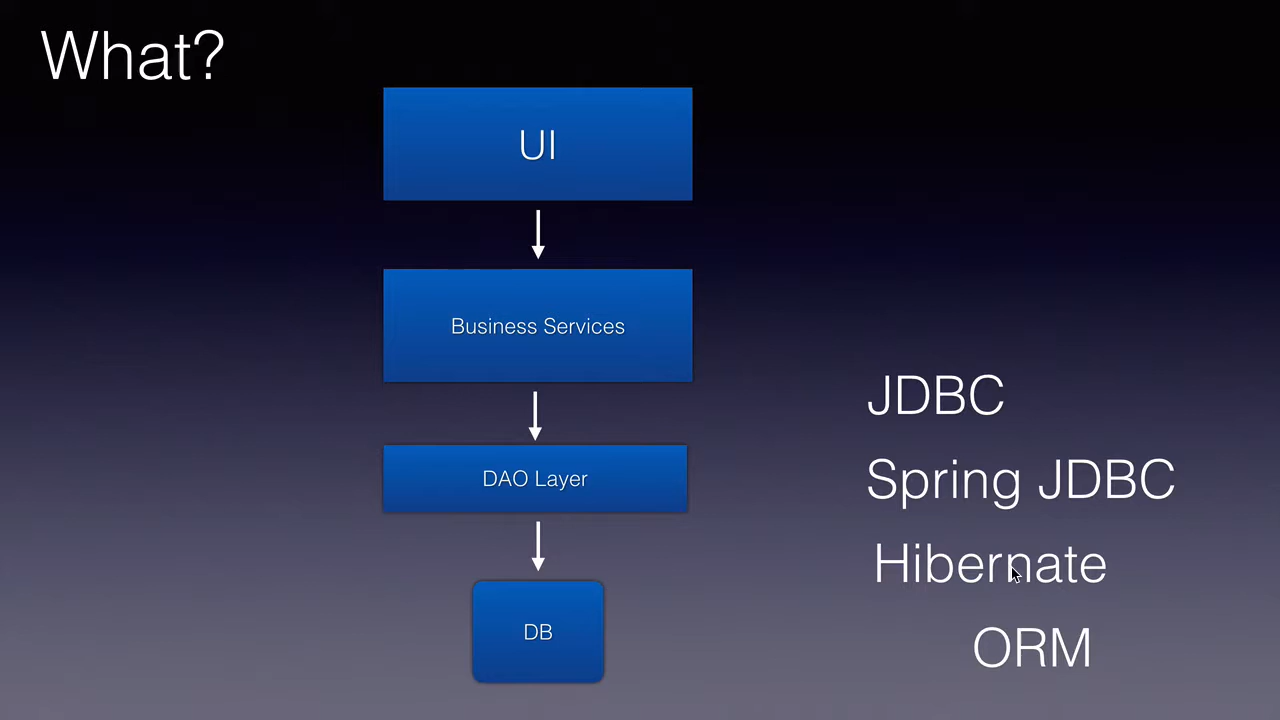 What?
UI
Business Services
DAO Layer
DB
JDBC
Spring JDBC
Hibernate
ORM